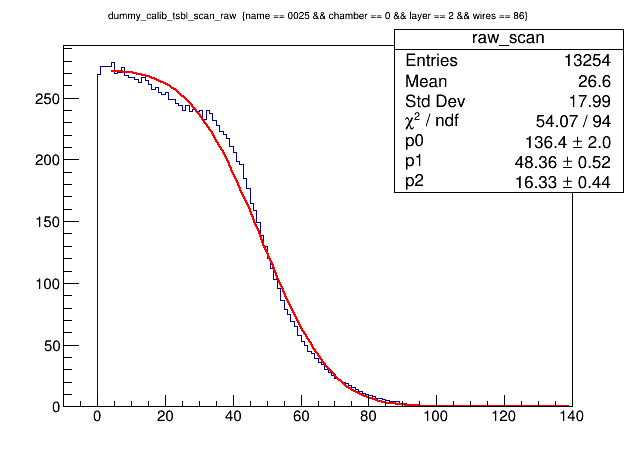 dummy_calib_tsbl_scan_raw {name == 0025 && chamber == 0 && layer == 2 && wires == 86}
raw_scan
Entries 13254
Mean 26.6
Std Dev 17.99
χ² / ndf 54.07 / 94
p0 136.4 ± 2.0
p1 48.36 ± 0.52
p2 16.33 ± 0.44
250
200
150
100
50
0
0 20 40 60 80 100 120 140